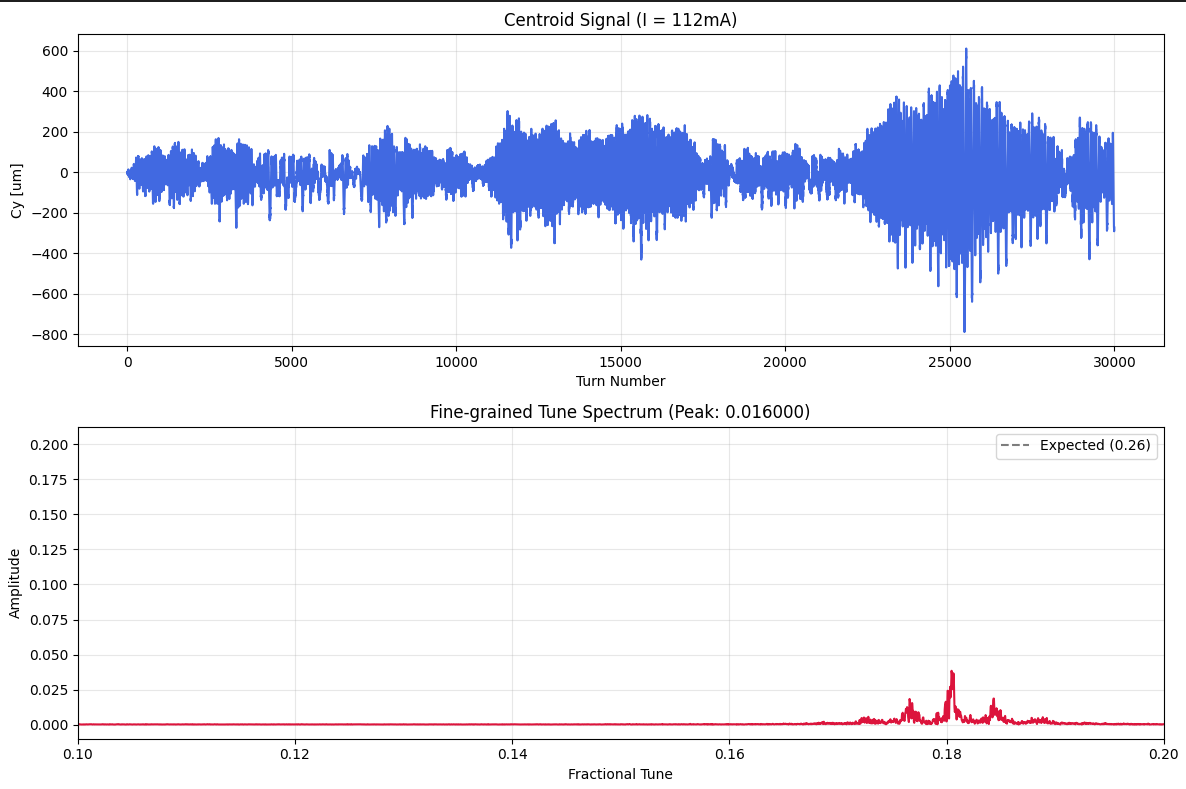 Centroid Signal (I = 112mA)
600
400
200
0
−200
−400
−600
−800
Cy [um]
0 5000 10000 15000 20000 25000 30000
Turn Number
Fine-grained Tune Spectrum (Peak: 0.016000)
Expected (0.26)
0.200
0.175
0.150
0.125
0.100
0.075
0.050
0.025
0.000
Amplitude
0.10 0.12 0.14 0.16 0.18 0.20
Fractional Tune